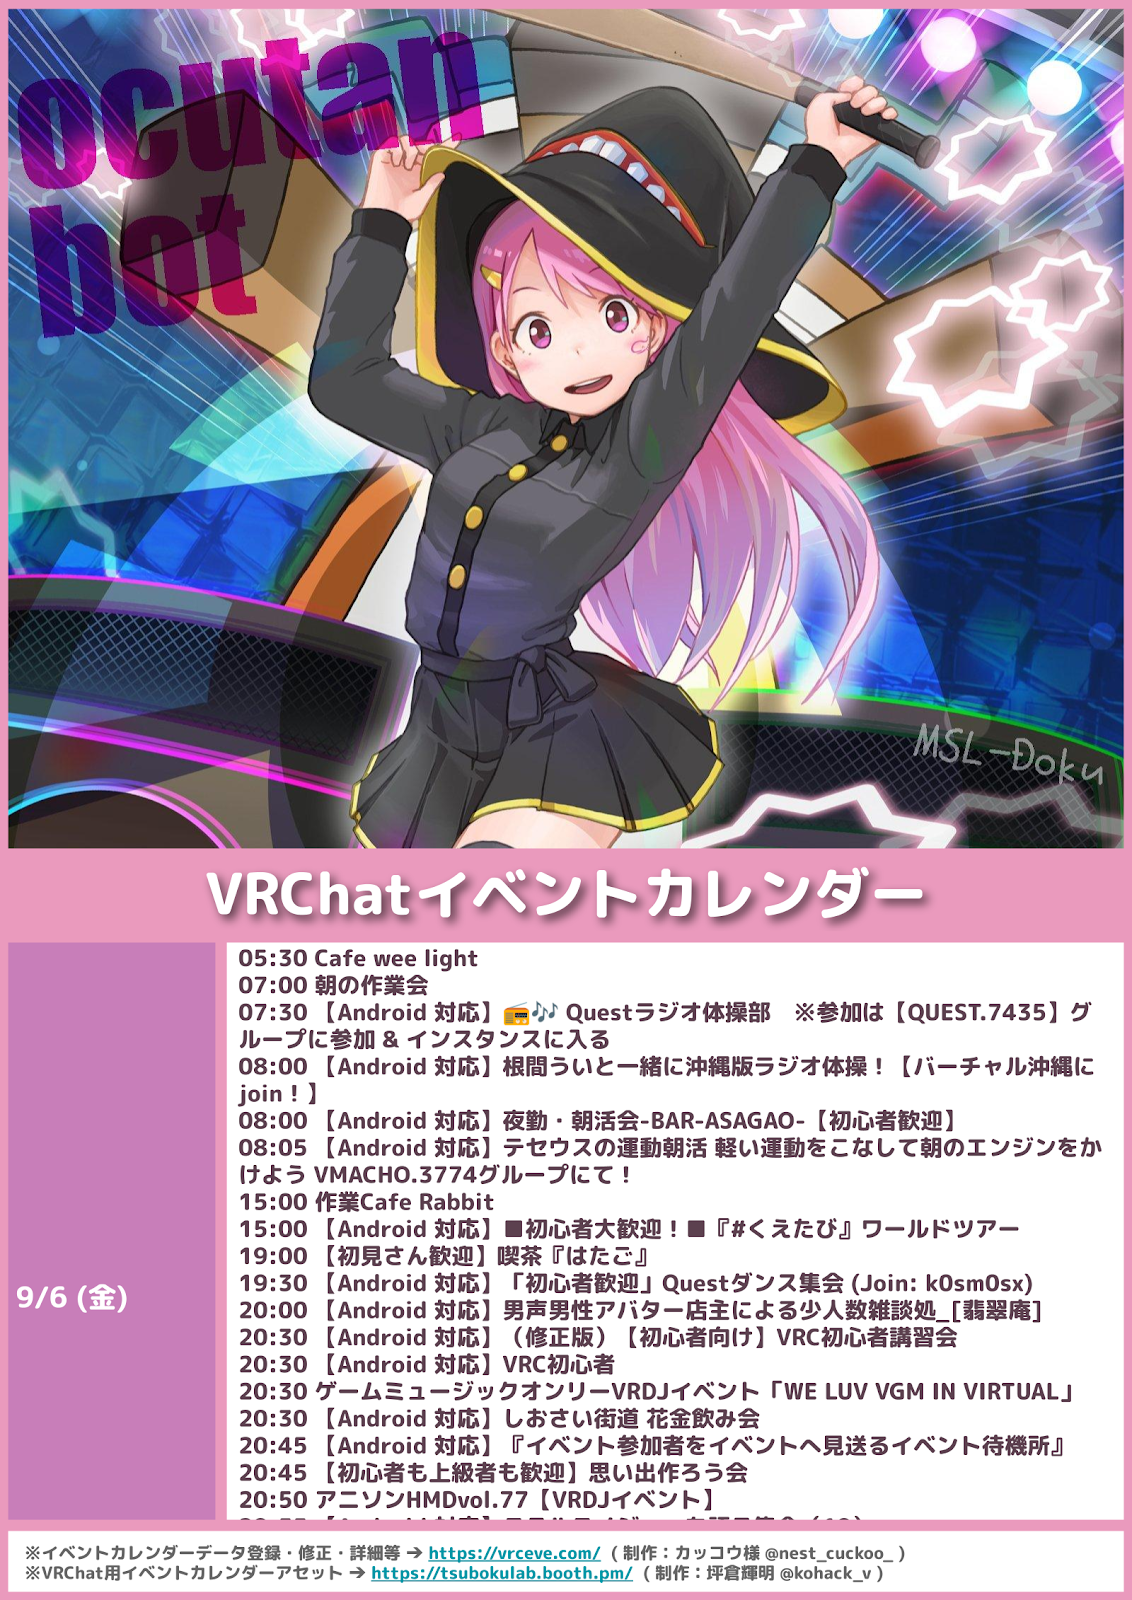 ocutan
bot
MSL-Doku
VRChatイベントカレンダー
9/6 (金)
05:30 Cafe wee light
07:00 朝の作業会
07:30 【Android 対応】📻🎶 Questラジオ体操部　※参加は【QUEST.7435】グ
ループに参加 & インスタンスに入る
08:00 【Android 対応】根間ういと一緒に沖縄版ラジオ体操！【バーチャル沖縄に
join！】
08:00 【Android 対応】夜勤・朝活会-BAR-ASAGAO-【初心者歓迎】
08:05 【Android 対応】テセウスの運動朝活 軽い運動をこなして朝のエンジンをか
けよう VMACHO.3774グループにて！
15:00 作業Cafe Rabbit
15:00 【Android 対応】■初心者大歓迎！■『#くえたび』ワールドツアー
19:00 【初見さん歓迎】喫茶『はたご』
19:30 【Android 対応】「初心者歓迎」Questダンス集会 (Join: k0sm0sx)
20:00 【Android 対応】男声男性アバター店主による少人数雑談処_[翡翠庵]
20:30 【Android 対応】（修正版）【初心者向け】VRC初心者講習会
20:30 【Android 対応】VRC初心者
20:30 ゲームミュージックオンリーVRDJイベント「WE LUV VGM IN VIRTUAL」
20:30 【Android 対応】しおさい街道 花金飲み会
20:45 【Android 対応】『イベント参加者をイベントへ見送るイベント待機所』
20:45 【初心者も上級者も歓迎】思い出作ろう会
20:50 アニソンHMDvol.77【VRDJイベント】
※イベントカレンダーデータ登録・修正・詳細等 → https://vrceve.com/ ( 制作：カッコウ様 @nest_cuckoo_ )
※VRChat用イベントカレンダーアセット → https://tsubokulab.booth.pm/ ( 制作：坪倉輝明 @kohack_v )